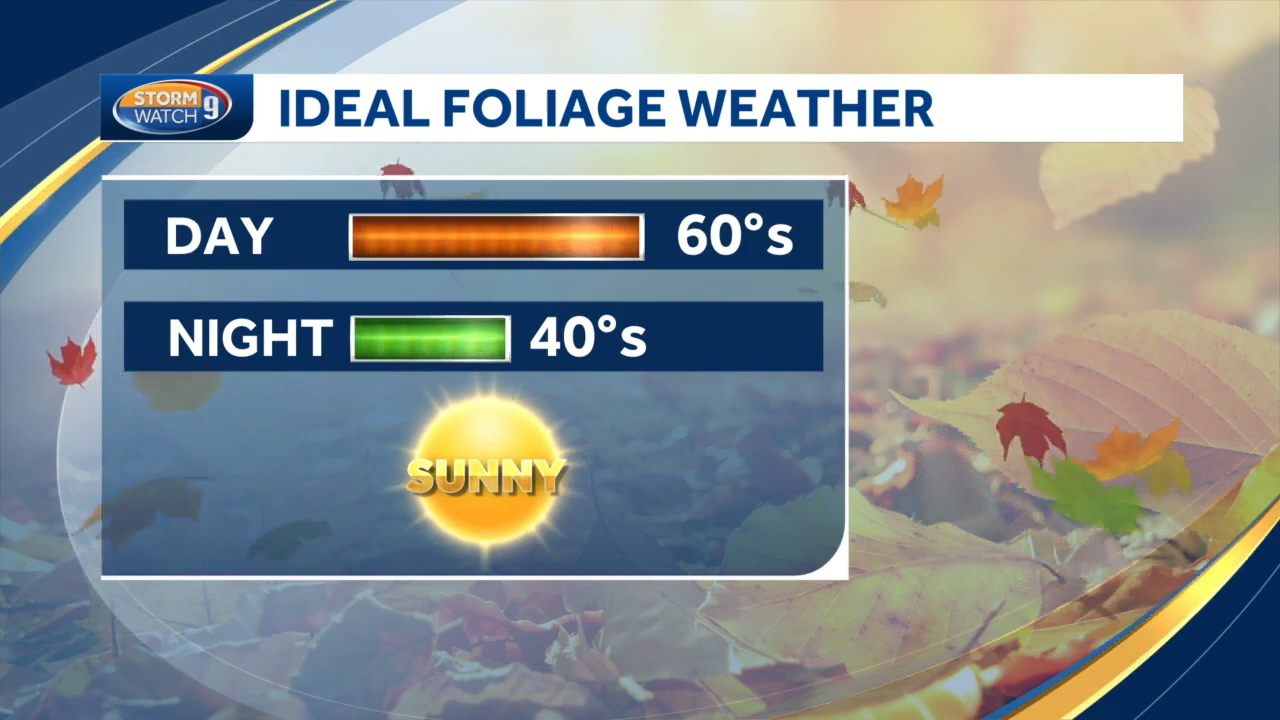 STORM
WATCH 9
IDEAL FOLIAGE WEATHER
DAY 60°s
NIGHT 40°s
SUNNY